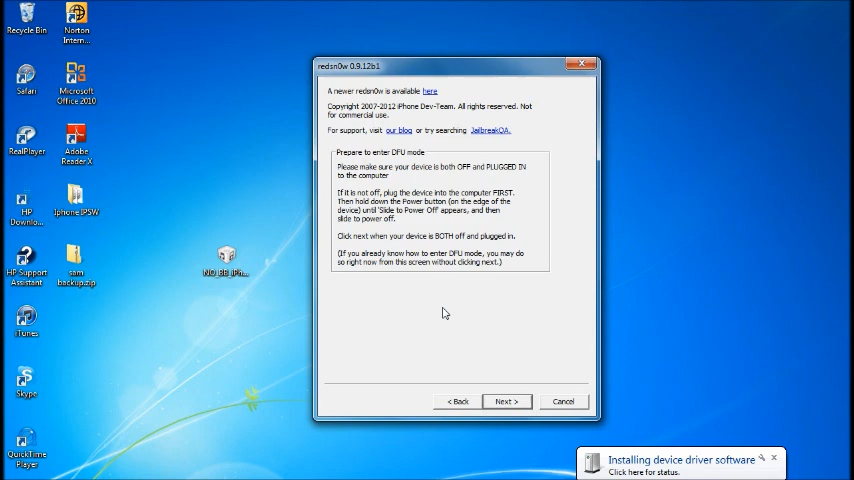 Recycle Bin
Norton
Intern...
Safari
Microsoft
Office 2010
RealPlayer
Adobe
Reader X
HP
Downlo...
Iphone IPSW
HP Support
Assistant
sam
backup.zip
iTunes
Skype
QuickTime
Player
NO_BB_iPh...
redsn0w 0.9.12b1
A newer redsn0w is available here
Copyright 2007-2012 iPhone Dev-Team. All rights reserved. Not
for commercial use.
For support, visit our blog or try searching JailbreakQA.
Prepare to enter DFU mode
Please make sure your device is both OFF and PLUGGED IN
to the computer
If it is not off, plug the device into the computer FIRST.
Then hold down the Power button (on the edge of the
device) until 'Slide to Power Off' appears, and then
slide to power off.
Click next when your device is BOTH off and plugged in.
(If you already know how to enter DFU mode, you may do
so right now from this screen without clicking next.)
< Back
Next >
Cancel
Installing device driver software
Click here for status.